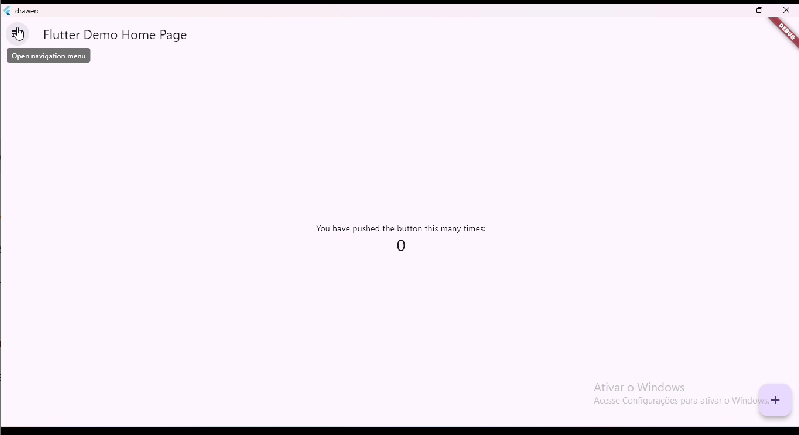 drawer
Flutter Demo Home Page
DEBUG
Open navigation menu
You have pushed the button this many times:
0
Ativar o Windows
Acesse Configurações para ativar o Windows.
+